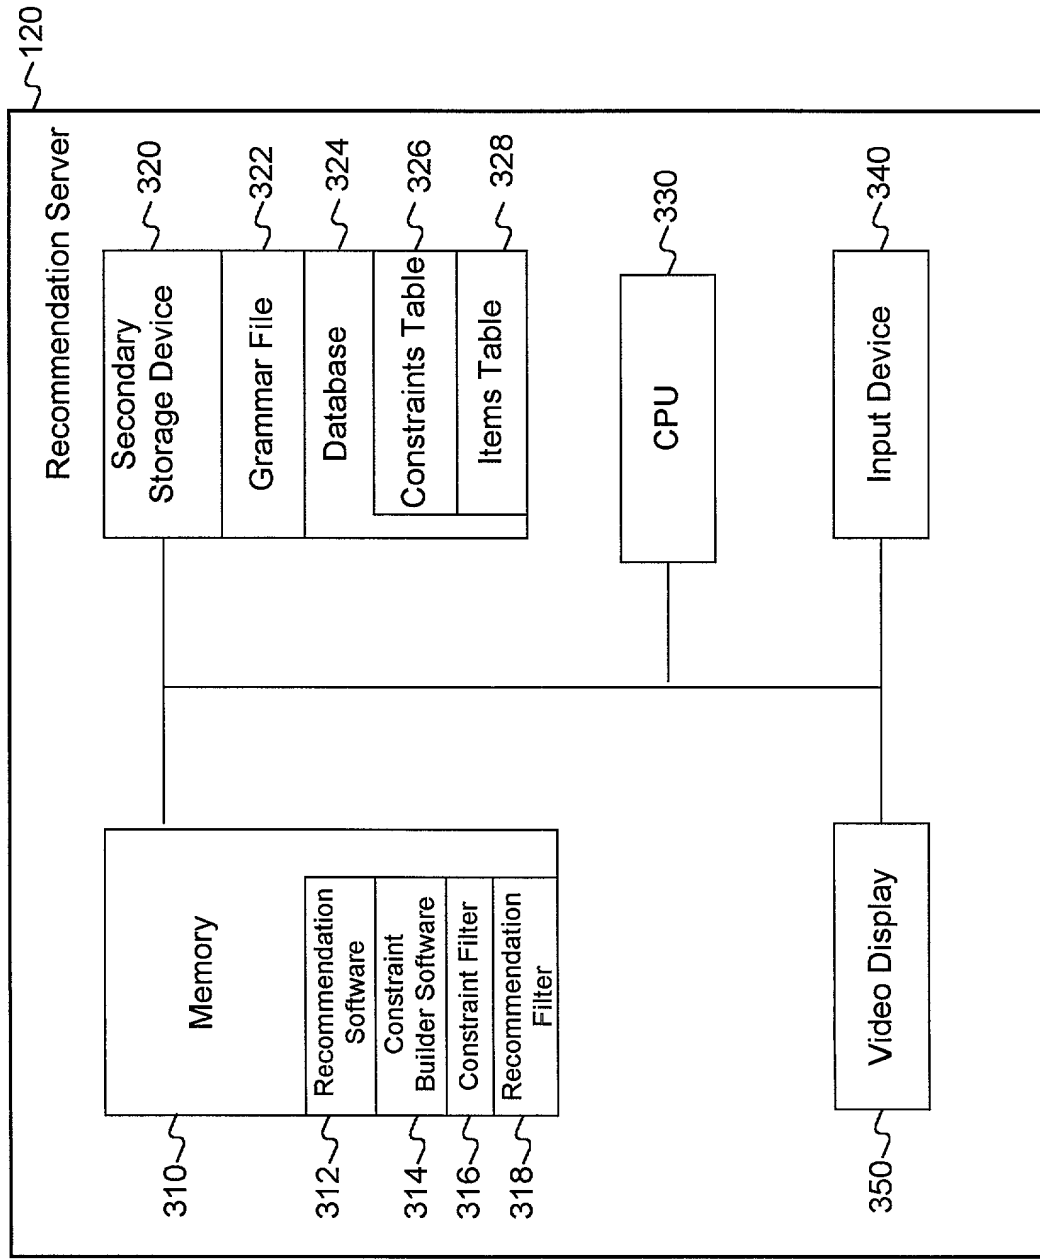 120
Recommendation Server
310
Memory
312
Recommendation
Software
314
Constraint
Builder Software
316
Constraint Filter
318
Recommendation
Filter
Secondary
Storage Device
320
Grammar File
322
Database
324
Constraints Table
326
Items Table
328
CPU
330
350
Video Display
Input Device
340